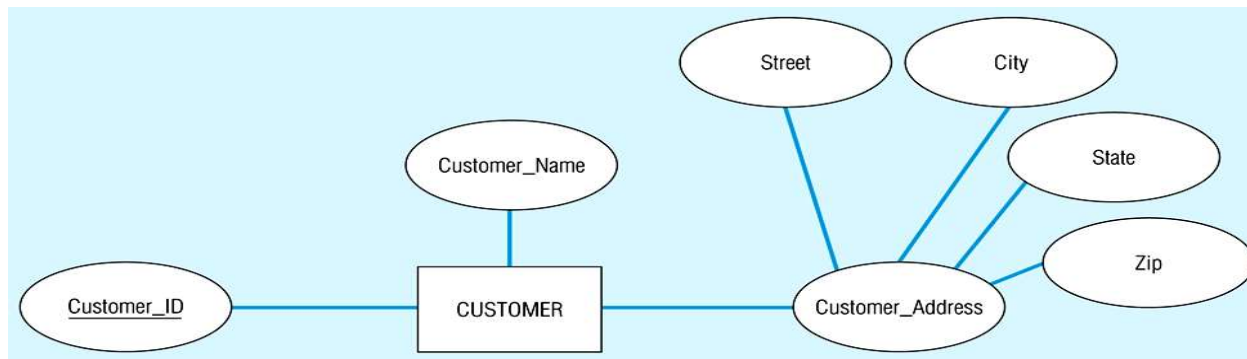 Street
City
Customer_Name
State
Zip
Customer_ID
CUSTOMER
Customer_Address